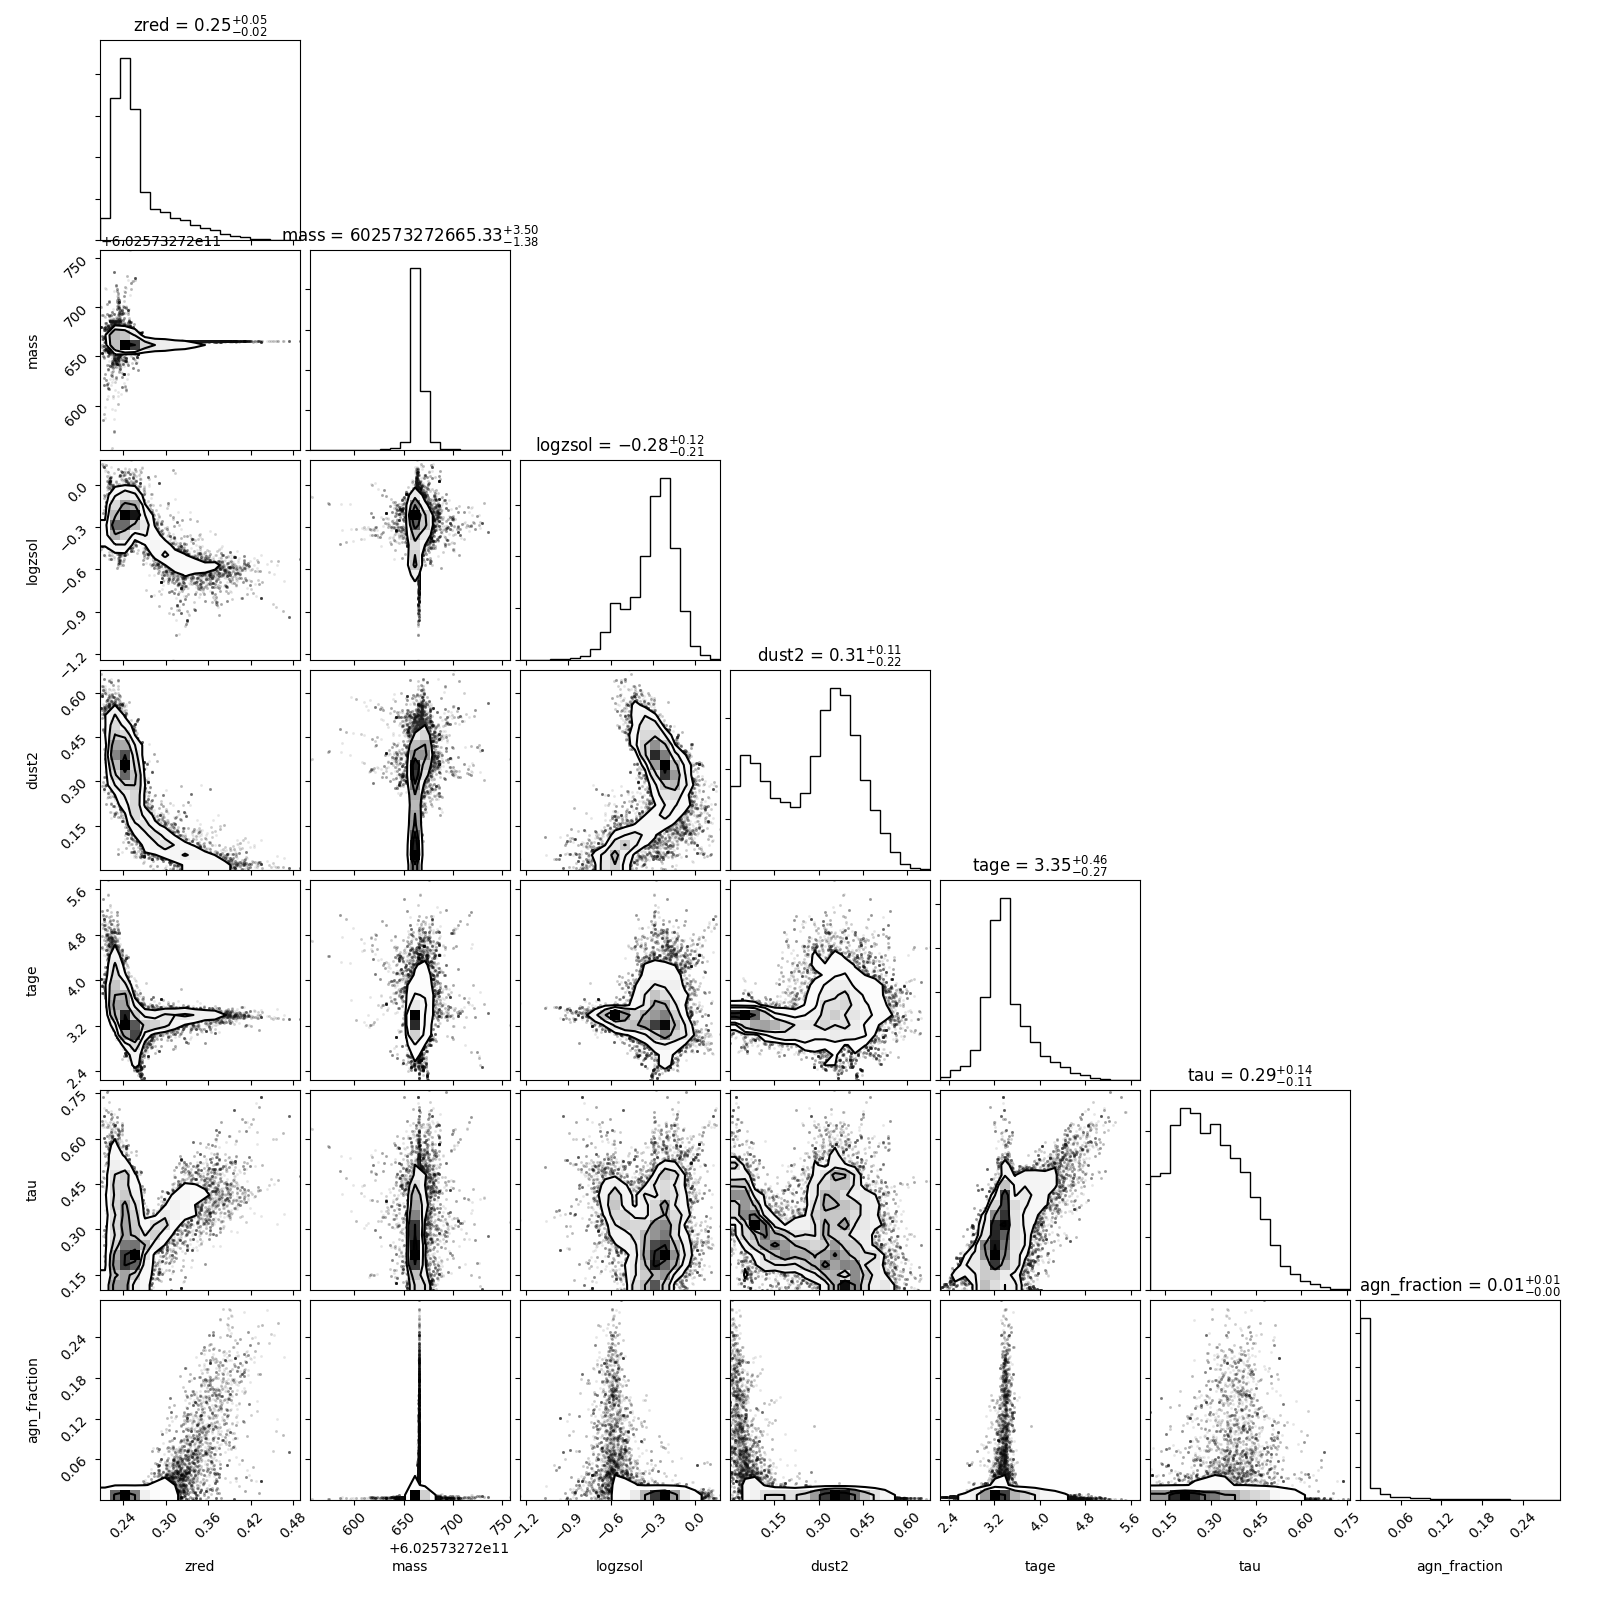 zred = 0.25+0.05−0.02
+6.02573272e11
mass = 602573272665.33+3.50−1.38
750
700
650
600
mass
logzsol = −0.28+0.12−0.21
0.0
−0.3
−0.6
−0.9
−1.2
logzsol
dust2 = 0.31+0.11−0.22
0.60
0.45
0.30
0.15
dust2
tage = 3.35+0.46−0.27
5.6
4.8
4.0
3.2
2.4
tage
tau = 0.29+0.14−0.11
0.75
0.60
0.45
0.30
0.15
tau
agn_fraction = 0.01+0.01−0.00
0.24
0.18
0.12
0.06
agn_fraction
0.24 0.30 0.36 0.42 0.48 600 650 700 750 −1.2 −0.9 −0.6 −0.3 0.0 0.15 0.30 0.45 0.60 2.4 3.2 4.0 4.8 5.6 0.15 0.30 0.45 0.60 0.75 0.06 0.12 0.18 0.24
+6.02573272e11
zred mass logzsol dust2 tage tau agn_fraction